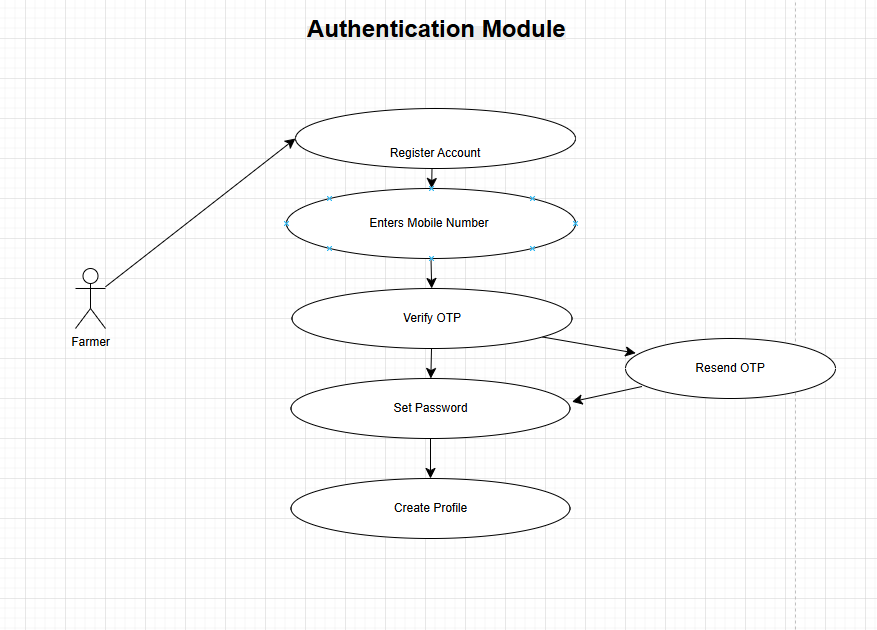 Authentication Module
Register Account
Enters Mobile Number
Verify OTP
Resend OTP
Farmer
Set Password
Create Profile